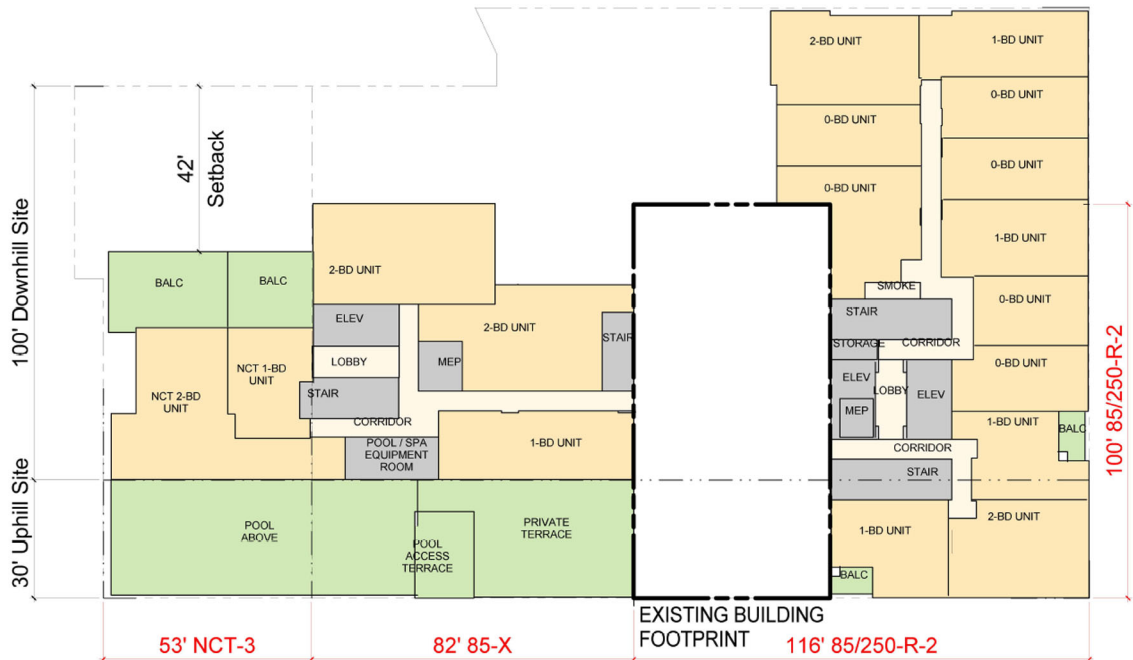 2-BD UNIT
1-BD UNIT
0-BD UNIT
0-BD UNIT
0-BD UNIT
0-BD UNIT
1-BD UNIT
0-BD UNIT
0-BD UNIT
1-BD UNIT
BALC
SMOKE
STAIR
STORAGE
CORRIDOR
ELEV
LOBBY
ELEV
MEP
CORRIDOR
STAIR
1-BD UNIT
2-BD UNIT
BALC
42'
Setback
100' Downhill Site
30' Uphill Site
BALC
BALC
2-BD UNIT
ELEV
2-BD UNIT
STAIR
LOBBY
MEP
NCT 1-BD
UNIT
NCT 2-BD
UNIT
STAIR
CORRIDOR
POOL / SPA
EQUIPMENT
ROOM
1-BD UNIT
POOL
ABOVE
POOL
ACCESS
TERRACE
PRIVATE
TERRACE
EXISTING BUILDING
FOOTPRINT
53' NCT-3
82' 85-X
116' 85/250-R-2
100' 85/250-R-2